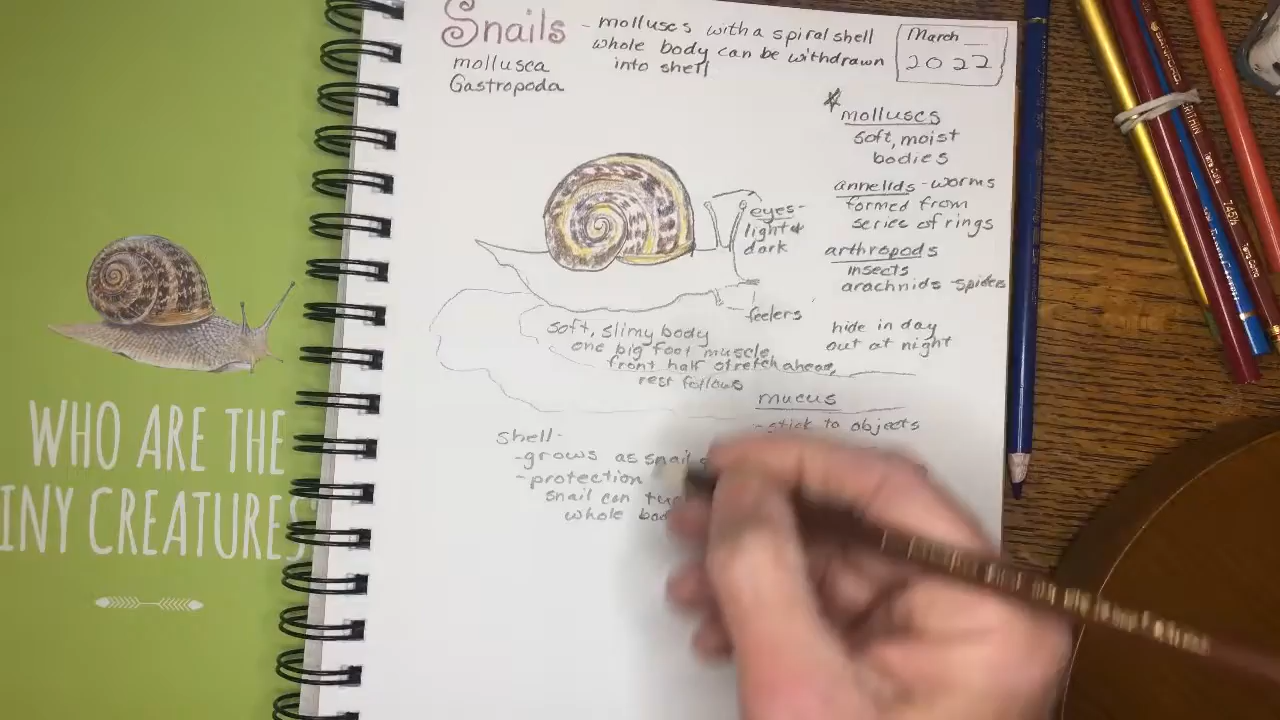 Snails - molluscs with a spiral shell
whole body can be withdrawn
into shell
mollusca
Gastropoda
March
2022
molluscs
soft, moist
bodies
annelids - worms
formed from
series of rings
arthropods
insects
arachnids spiders
hide in day
out at night
eyes-
light &
dark
feelers
soft, slimy body
one big foot muscle
front half stretch ahead,
rest follows
mucus
- stick to objects
shell-
- grows as snail
- protection
snail can
whole
WHO ARE THE
INY CREATURES